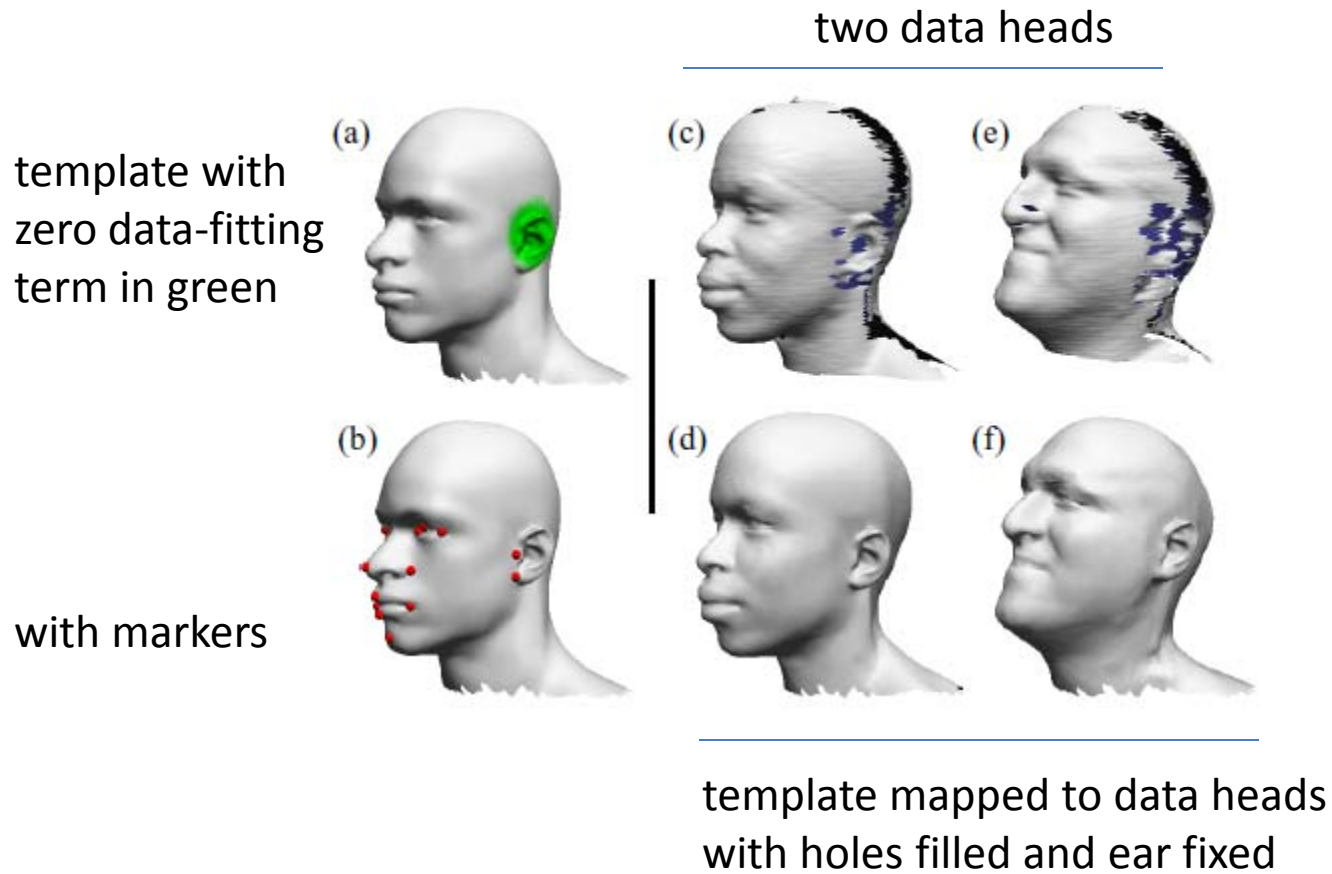 two data heads
(a)
(c)
(e)
template with
zero data-fitting
term in green
(b)
(d)
(f)
with markers
template mapped to data heads
with holes filled and ear fixed